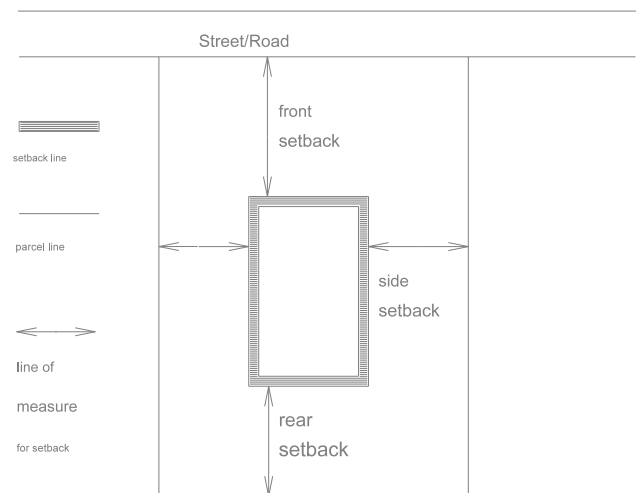 Street/Road
front
setback
setback line
parcel line
side
setback
line of
measure
for setback
rear
setback